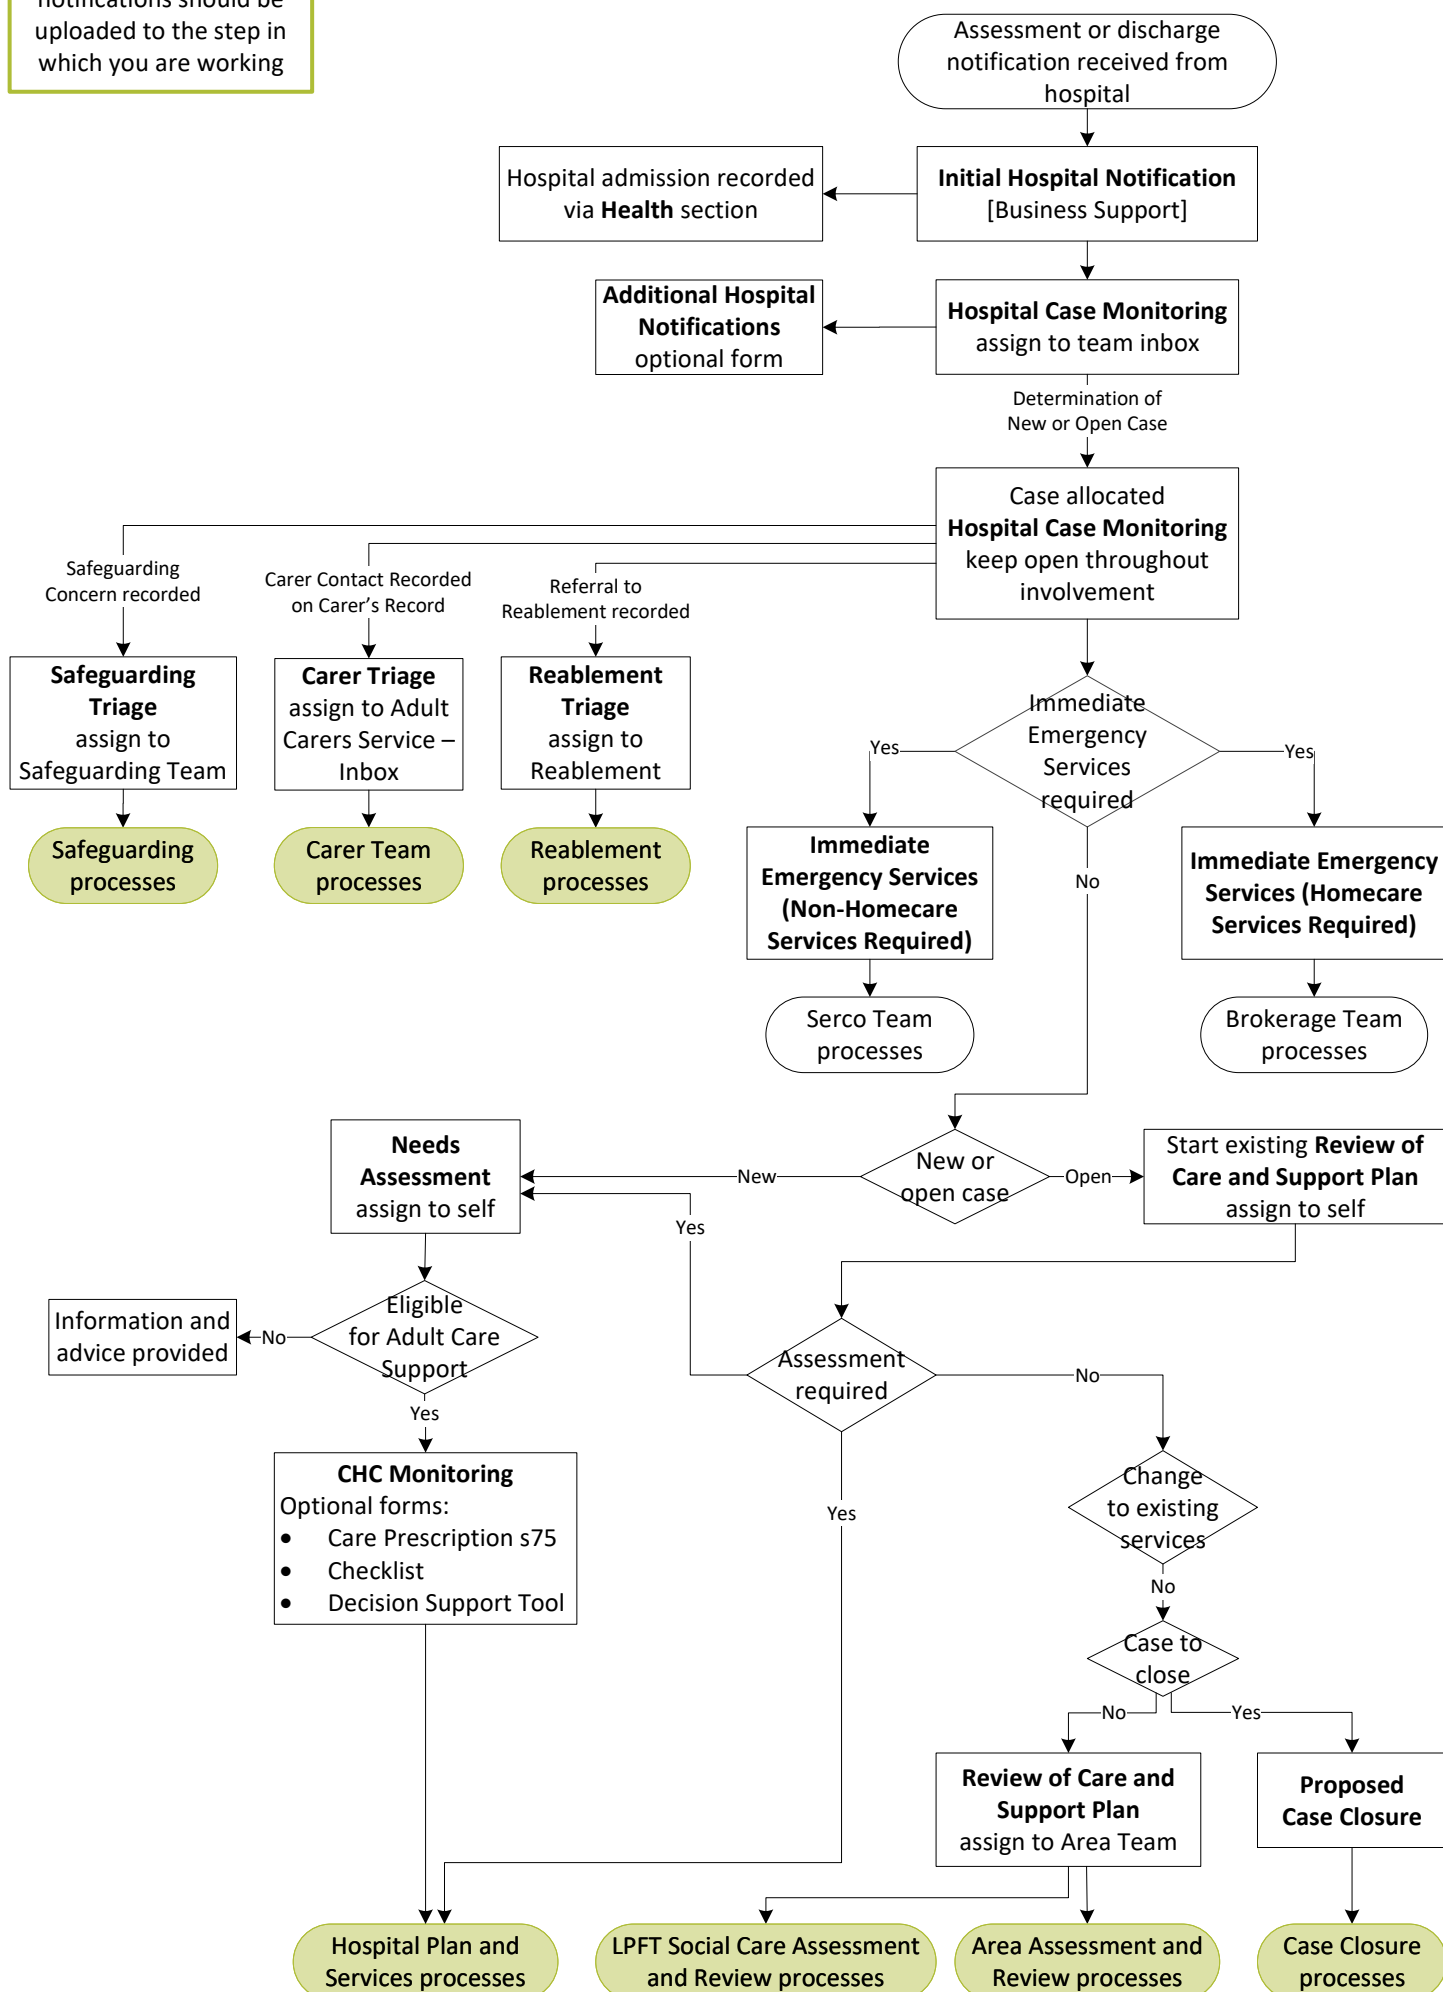 notifications should be
uploaded to the step in
which you are working
Assessment or discharge
notification received from
hospital
Hospital admission recorded
via Health section
Initial Hospital Notification
[Business Support]
Additional Hospital
Notifications
optional form
Hospital Case Monitoring
assign to team inbox
Determination of
New or Open Case
Case allocated
Hospital Case Monitoring
keep open throughout
involvement
Safeguarding
Concern recorded
Carer Contact Recorded
on Carer's Record
Referral to
Reablement recorded
Safeguarding
Triage
assign to
Safeguarding Team
Carer Triage
assign to Adult
Carers Service –
Inbox
Reablement
Triage
assign to
Reablement
Immediate
Emergency
Services
required
Yes
Yes
No
Safeguarding
processes
Carer Team
processes
Reablement
processes
Immediate
Emergency Services
(Non-Homecare
Services Required)
Immediate Emergency
Services (Homecare
Services Required)
Serco Team
processes
Brokerage Team
processes
Needs
Assessment
assign to self
New
New or
open case
Open
Start existing Review of
Care and Support Plan
assign to self
Yes
Information and
advice provided
No
Eligible
for Adult Care
Support
Yes
Assessment
required
No
Yes
CHC Monitoring
Optional forms:
• Care Prescription s75
• Checklist
• Decision Support Tool
Change
to existing
services
No
Case to
close
No
Yes
Review of Care and
Support Plan
assign to Area Team
Proposed
Case Closure
Hospital Plan and
Services processes
LPFT Social Care Assessment
and Review processes
Area Assessment and
Review processes
Case Closure
processes